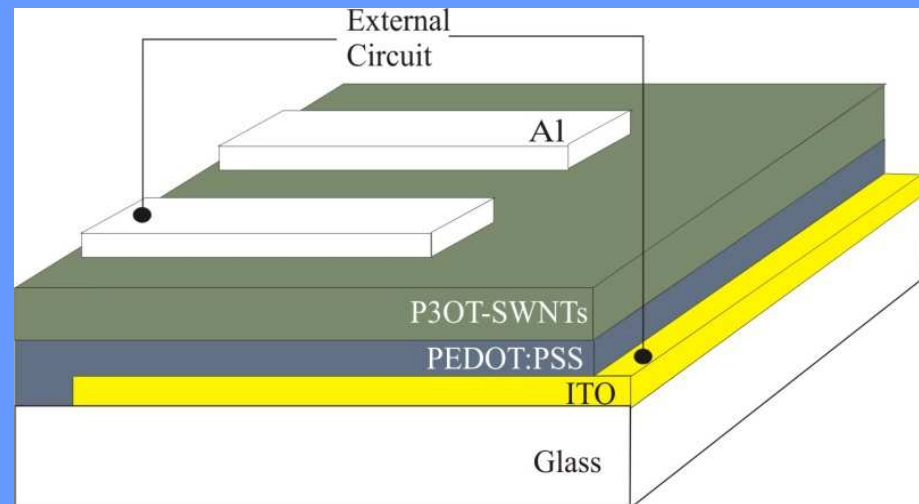 External
Circuit
Al
P3OT-SWNTs
PEDOT:PSS
ITO
Glass